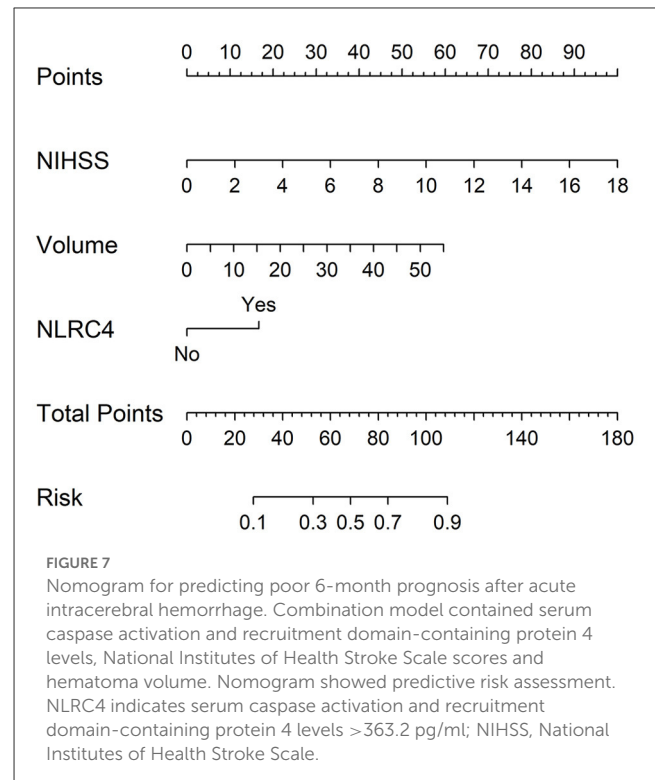 0 10 20 30 40 50 60 70 80 90
Points
NIHSS
0 2 4 6 8 10 12 14 16 18
Volume
0 10 20 30 40 50
Yes
NLRC4
No
Total Points
0 20 40 60 80 100 140 180
Risk
0.1 0.3 0.5 0.7 0.9
FIGURE 7
Nomogram for predicting poor 6-month prognosis after acute
intracerebral hemorrhage. Combination model contained serum
caspase activation and recruitment domain-containing protein 4
levels, National Institutes of Health Stroke Scale scores and
hematoma volume. Nomogram showed predictive risk assessment.
NLRC4 indicates serum caspase activation and recruitment
domain-containing protein 4 levels >363.2 pg/ml; NIHSS, National
Institutes of Health Stroke Scale.